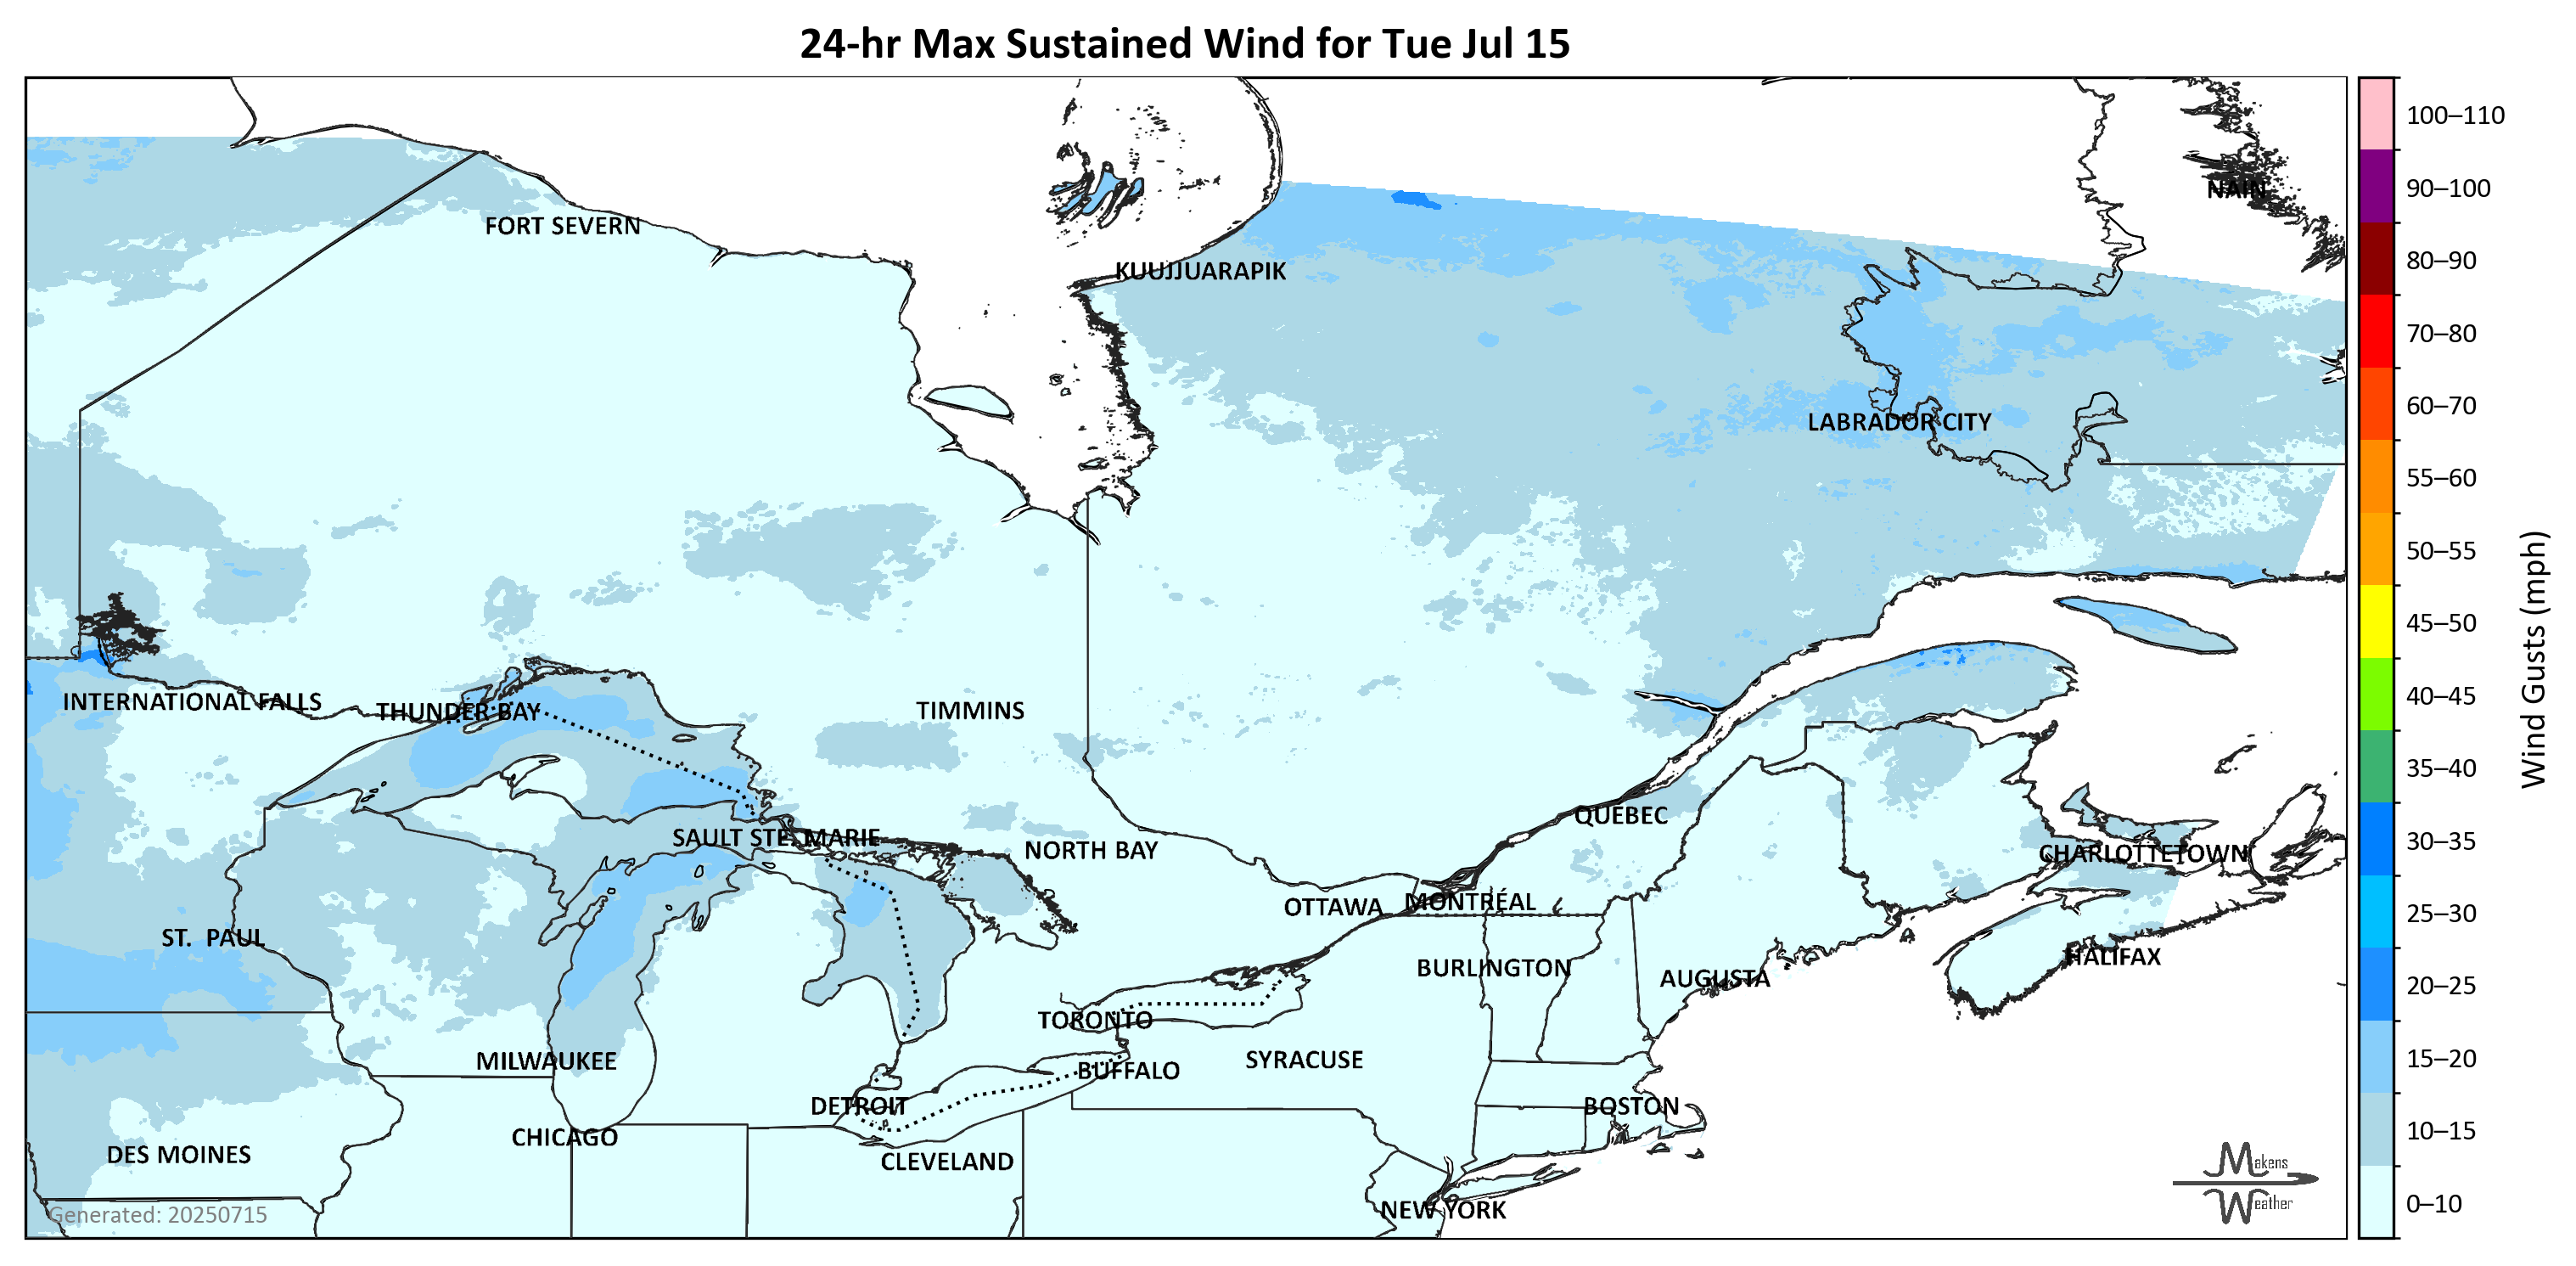 24-hr Max Sustained Wind for Tue Jul 15
100–110
90–100
80–90
70–80
60–70
55–60
50–55
45–50
40–45
35–40
30–35
25–30
20–25
15–20
10–15
0–10
Wind Gusts (mph)
NAIN
FORT SEVERN
KUUJJUARAPIK
LABRADOR CITY
INTERNATIONAL FALLS
THUNDER BAY
TIMMINS
QUEBEC
SAULT STE. MARIE
NORTH BAY
CHARLOTTETOWN
OTTAWA
MONTRÉAL
ST. PAUL
HALIFAX
BURLINGTON
AUGUSTA
TORONTO
MILWAUKEE
SYRACUSE
BUFFALO
DETROIT
BOSTON
CHICAGO
DES MOINES
CLEVELAND
NEW YORK
Generated: 20250715
Makens
Weather